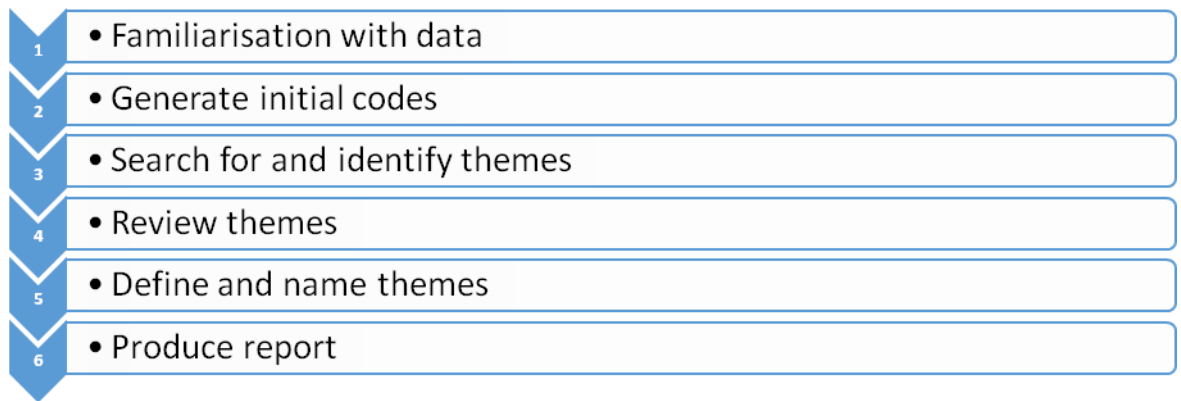 1 • Familiarisation with data
2 • Generate initial codes
3 • Search for and identify themes
4 • Review themes
5 • Define and name themes
6 • Produce report